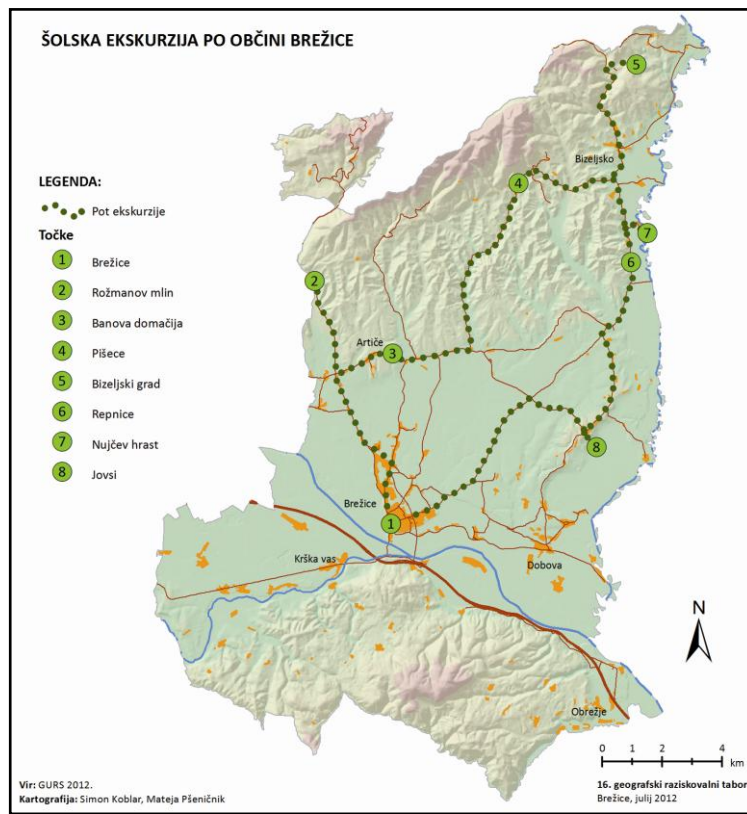 ŠOLSKA EKSKURZIJA PO OBČINI BREŽICE
LEGENDA:
Pot ekskurzije
Točke
1 Brežice
2 Rožmanov mlin
3 Banova domačija
4 Pišece
5 Bizeljski grad
6 Repnice
7 Nujčev hrast
8 Jovsi
5
Bizeljsko
4
7
6
2
Artiče
3
8
Brežice
1
Krška vas
Dobova
N
Obrežje
0 2 4
km
Vir: GURS 2012.
Kartografija: Simon Koblar, Mateja Pšeničnik
16. geografski raziskovalni tabor
Brežice, julij 2012